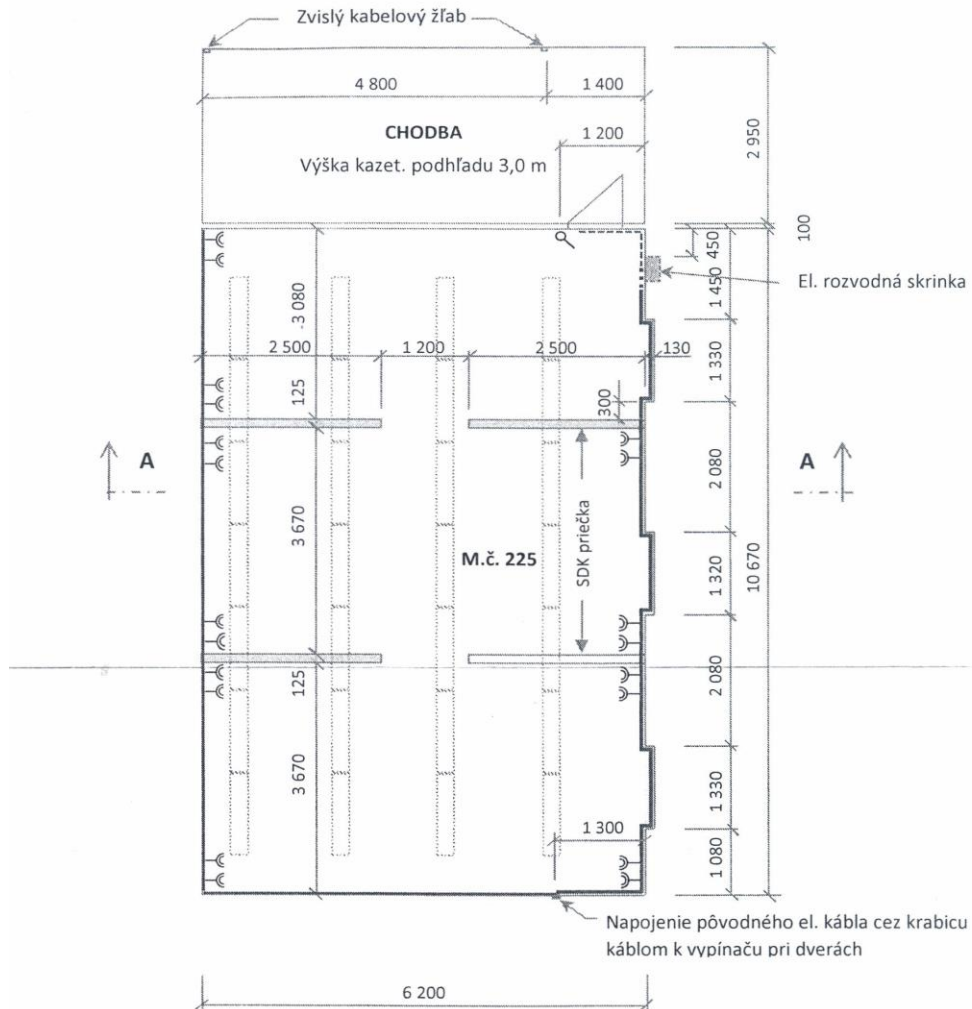 Zvislý kabelový žľab
4 800
1 400
CHODBA
1 200
Výška kazet. podhľadu 3,0 m
2 950
100
450
El. rozvodná skrinka
1 450
3 080
2 500
1 200
2 500
130
1 330
125
300
A
A
2 080
3 670
SDK priečka
M.č. 225
1 320
10 670
125
2 080
3 670
1 330
1 300
1 080
Napojenie pôvodného el. kábla cez krabicu
káblom k vypínaču pri dverách
6 200